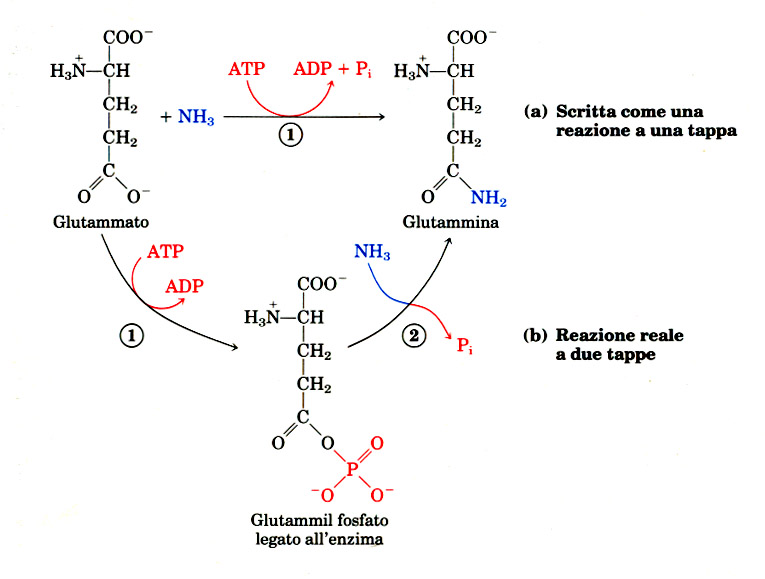 COO⁻ COO⁻
H₃N⁺—CH ATP ADP + Pᵢ H₃N⁺—CH
CH₂ CH₂ (a) Scritta come una
+ NH₃ reazione a una tappa
CH₂ 1 CH₂
C C
O O⁻ O NH₂
Glutammato Glutammina
ATP NH₃
ADP COO⁻
H₃N⁺—CH
1 2 (b) Reazione reale
CH₂ Pᵢ a due tappe
CH₂
C
O O O
P
⁻O O⁻
Glutammil fosfato
legato all'enzima